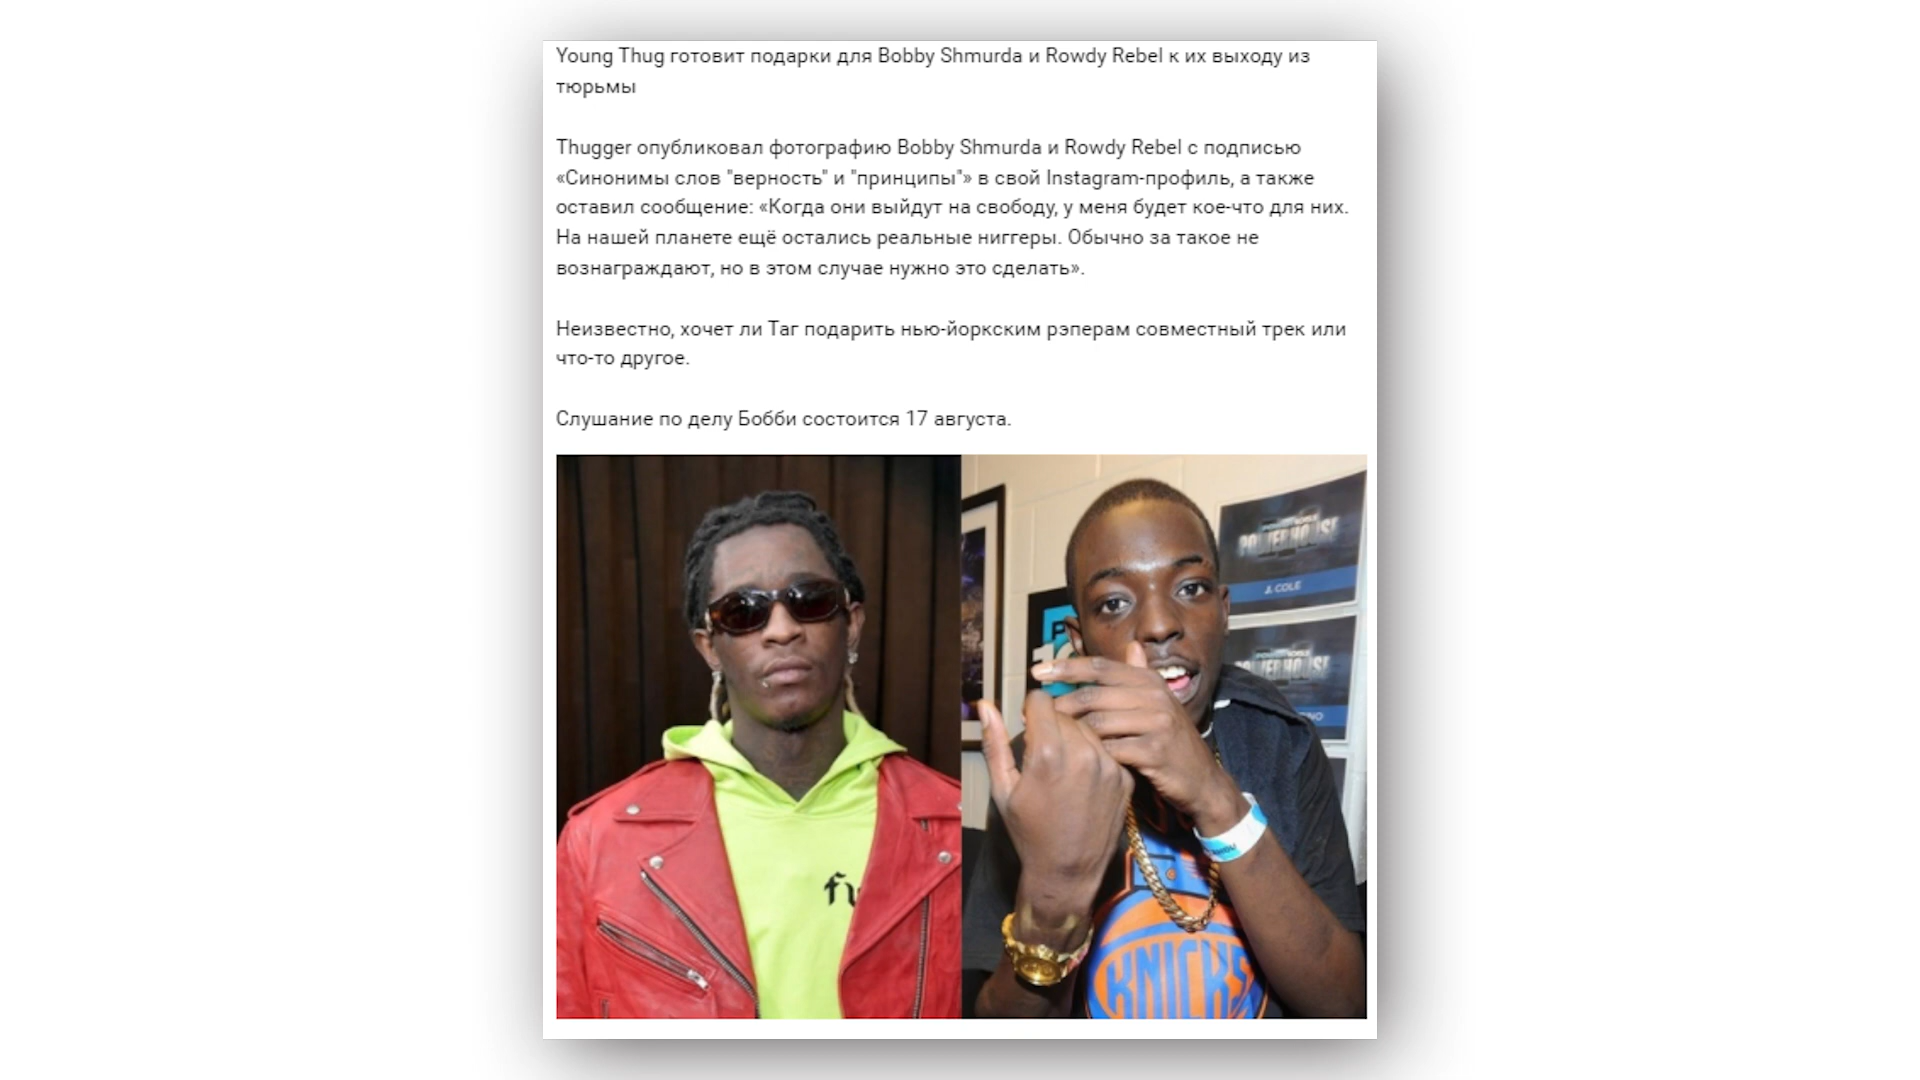 Young Thug готовит подарки для Bobby Shmurda и Rowdy Rebel к их выходу из
тюрьмы
Thugger опубликовал фотографию Bobby Shmurda и Rowdy Rebel с подписью
«Синонимы слов "верность" и "принципы"» в свой Instagram-профиль, а также
оставил сообщение: «Когда они выйдут на свободу, у меня будет кое-что для них.
На нашей планете ещё остались реальные ниггеры. Обычно за такое не
вознаграждают, но в этом случае нужно это сделать».
Неизвестно, хочет ли Таг подарить нью-йоркским рэперам совместный трек или
что-то другое.
Слушание по делу Бобби состоится 17 августа.
POWERHOUSE
J. COLE
POWERHOUSE
KNICKS